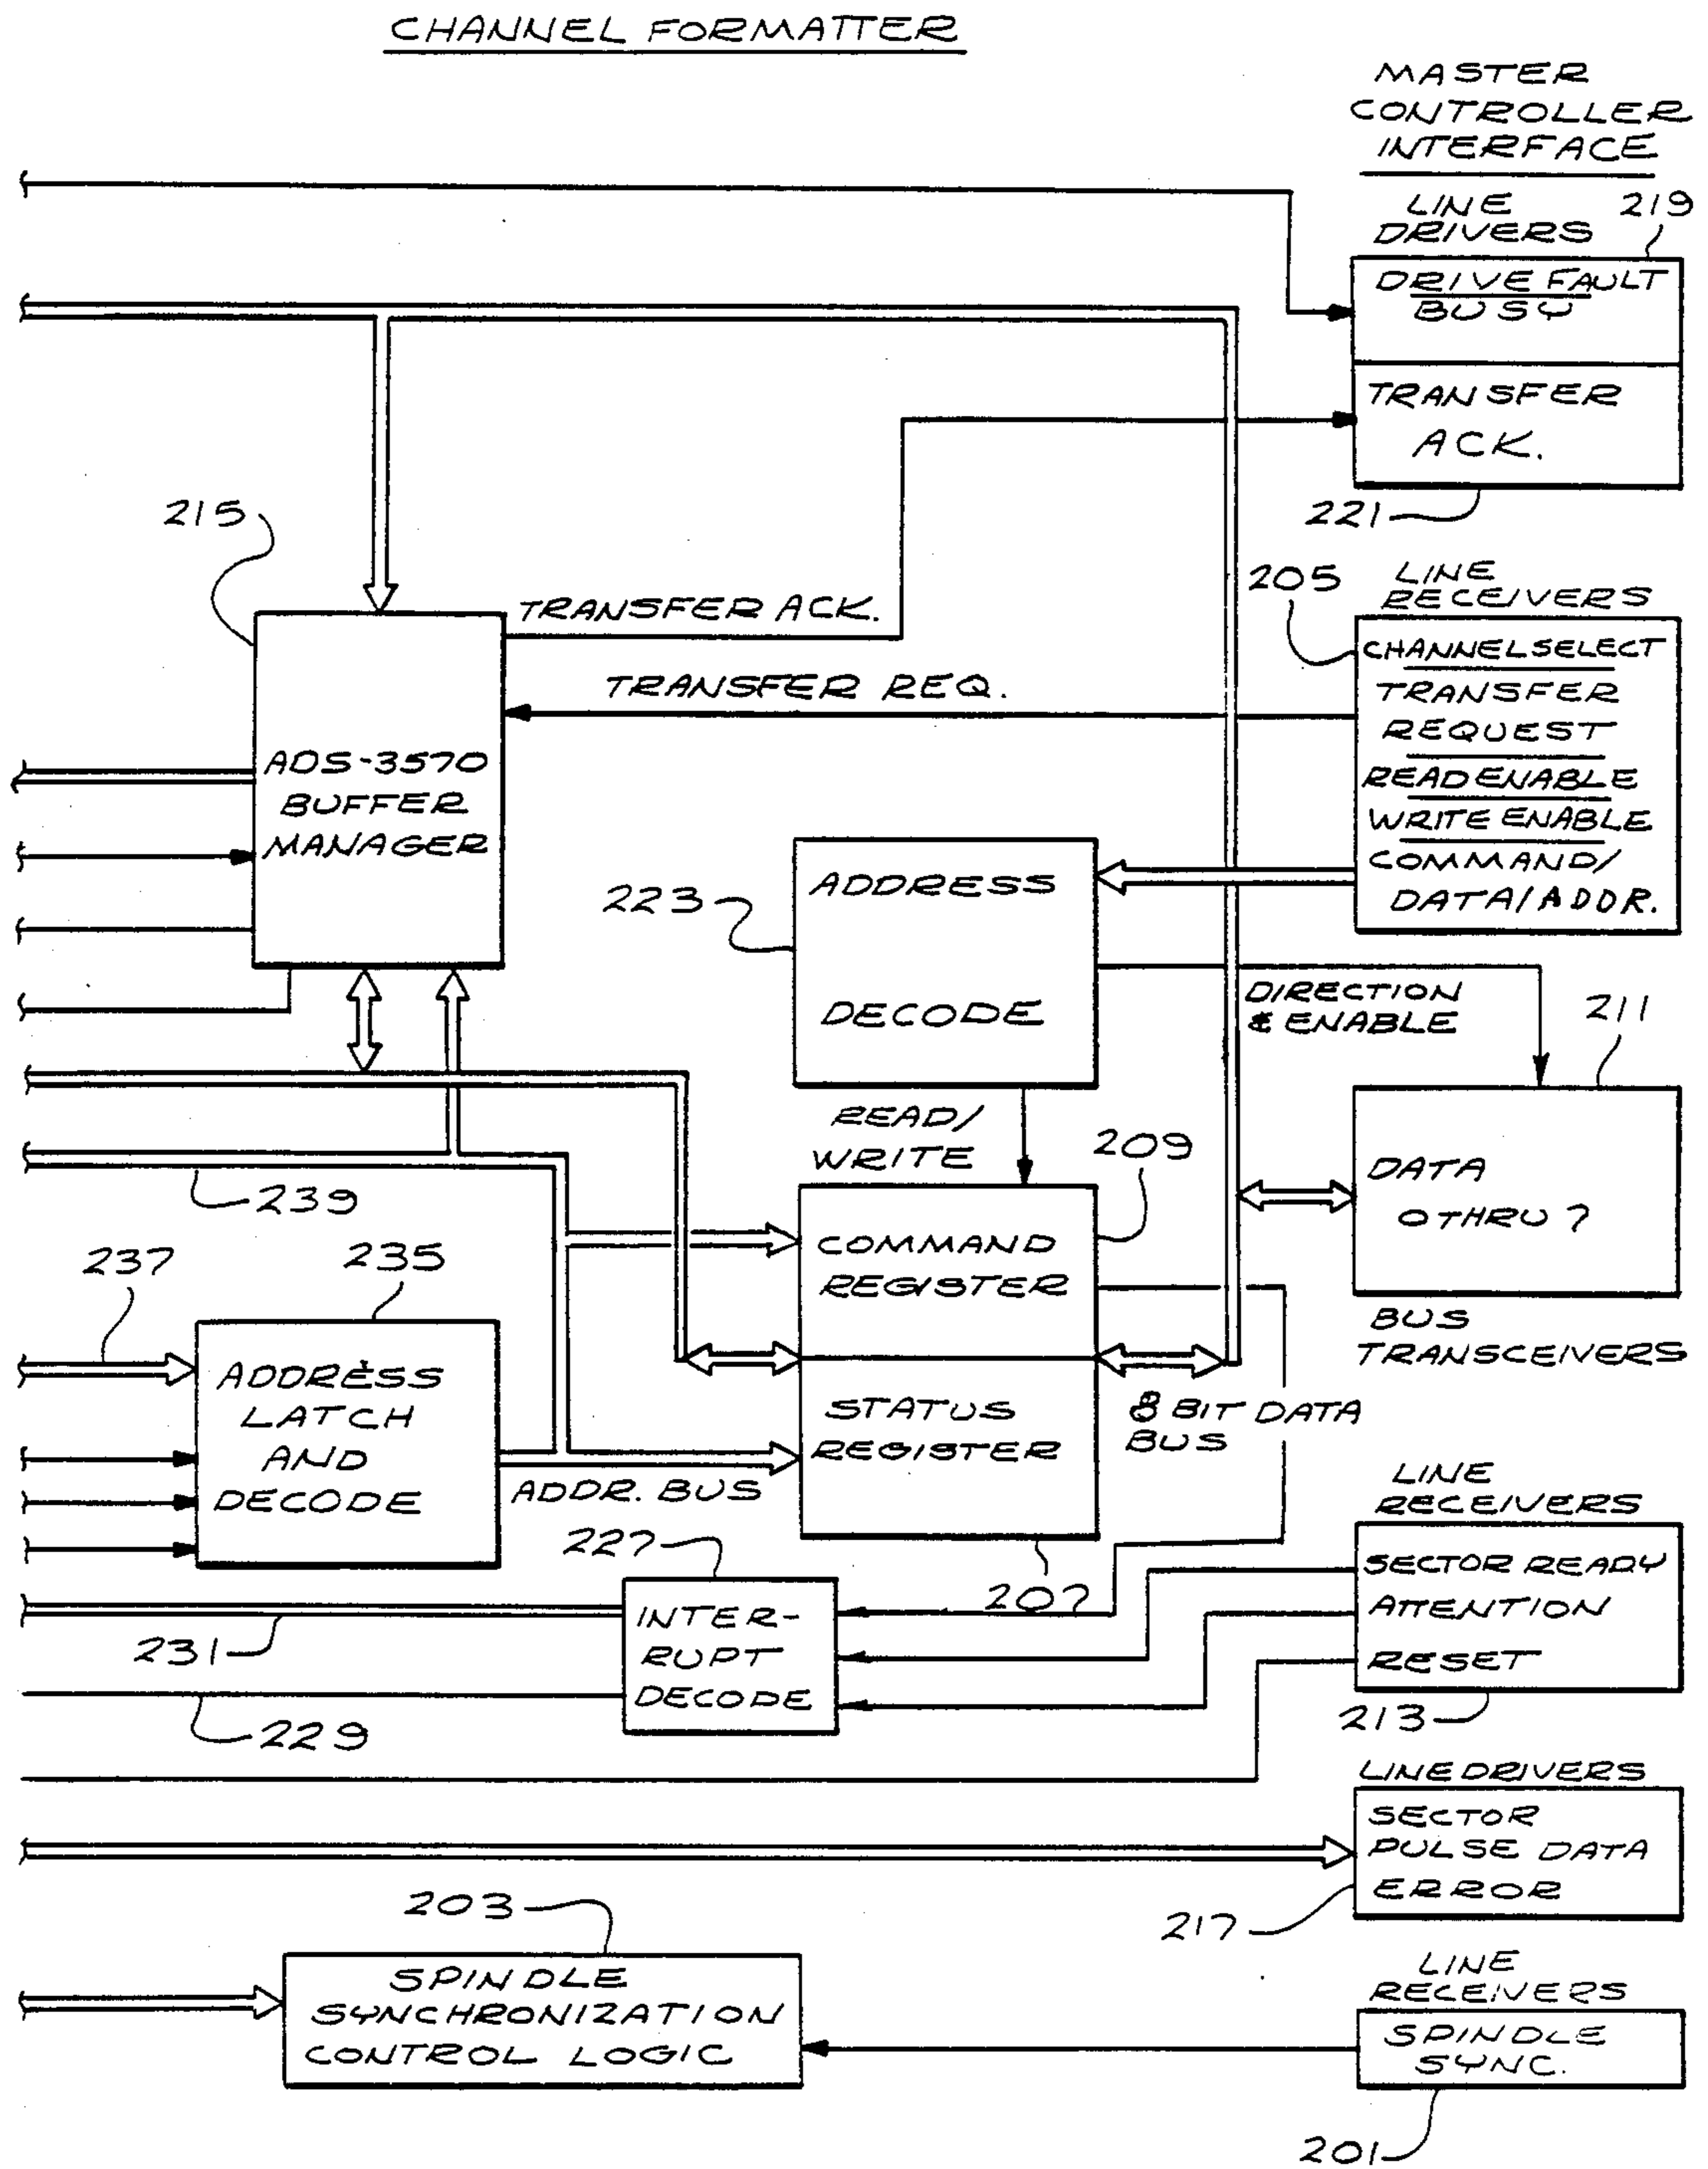 CHANNEL FORMATTER
MASTER
CONTROLLER
INTERFACE
LINE
DRIVERS
219
DRIVE FAULT
BUSY
TRANSFER
ACK.
221
215
TRANSFER ACK.
205
LINE
RECEIVERS
CHANNEL SELECT
TRANSFER
REQUEST
READ ENABLE
WRITE ENABLE
COMMAND/
DATA/ADDR.
TRANSFER REQ.
ADS-3570
BUFFER
MANAGER
223
ADDRESS
DECODE
DIRECTION
& ENABLE
211
READ/
WRITE
209
DATA
0 THRU 7
BUS
TRANSCEIVERS
239
237
235
COMMAND
REGISTER
ADDRESS
LATCH
AND
DECODE
STATUS
REGISTER
8 BIT DATA
BUS
ADDR. BUS
LINE
RECEIVERS
227
207
SECTOR READY
ATTENTION
RESET
213
INTER-
RUPT
DECODE
231
229
LINE DRIVERS
SECTOR
PULSE DATA
ERROR
217
203
SPINDLE
SYNCHRONIZATION
CONTROL LOGIC
LINE
RECEIVERS
SPINDLE
SYNC.
201